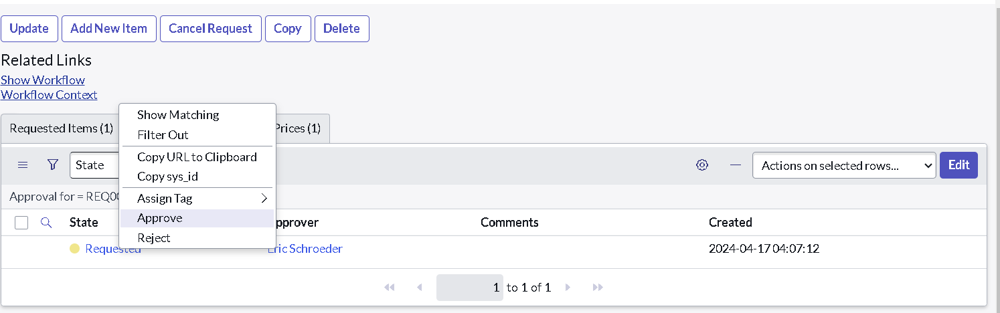 Update Add New Item Cancel Request Copy Delete
Related Links
Show Workflow
Workflow Context
Show Matching
Requested Items (1) Prices (1)
Filter Out
Copy URL to Clipboard
State Actions on selected rows... Edit
Copy sys_id
Approval for = Assign Tag
Approve
State Comments Created
Reject
Requested Eric Schroeder 2024-04-17 04:07:12
1 to 1 of 1